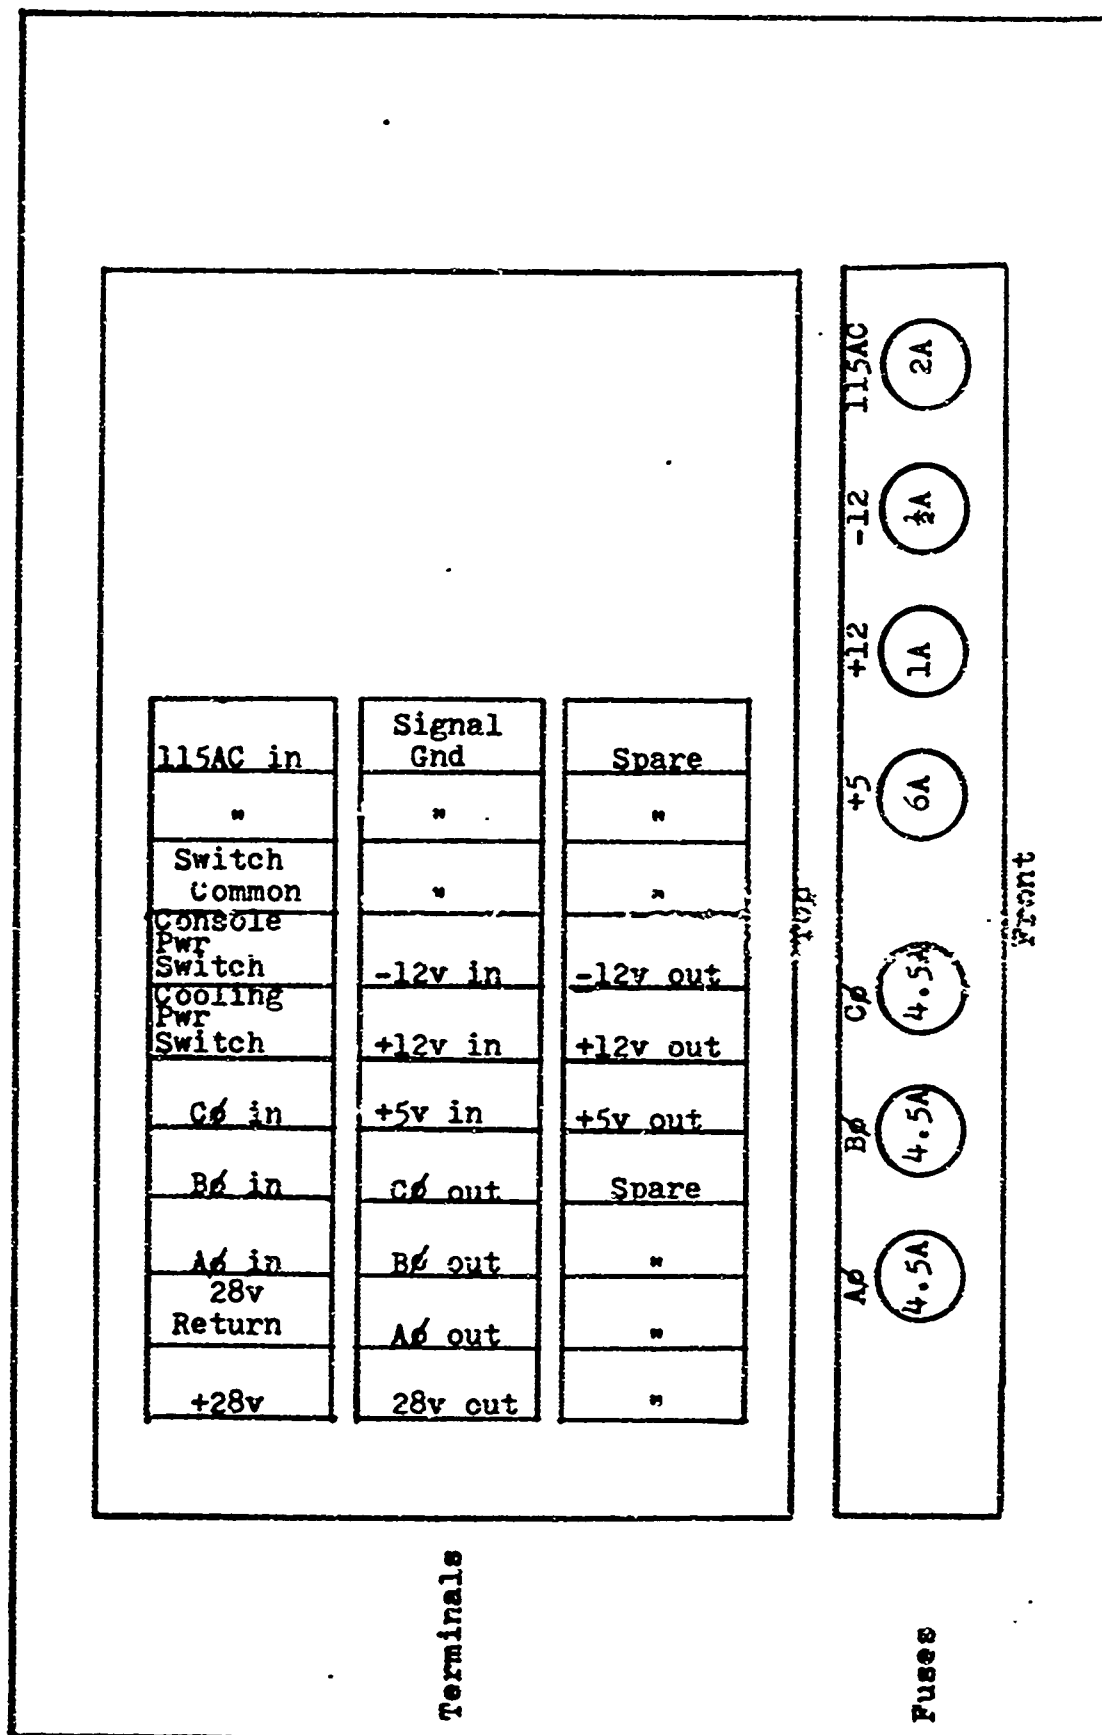 115AC in
"
Switch
Common
Console
Pwr
Switch
Cooling
Pwr
Switch
CØ in
BØ in
AØ in
28v
Return
+28v
Signal
Gnd
"
"
-12v in
+12v in
+5v in
CØ out
BØ out
AØ out
28v out
Spare
"
"
-12v out
+12v out
+5v out
Spare
"
"
"
Top
115AC
2A
-12
½A
+12
1A
+5
6A
CØ
4.5A
BØ
4.5A
AØ
4.5A
Front
Terminals
Fuses